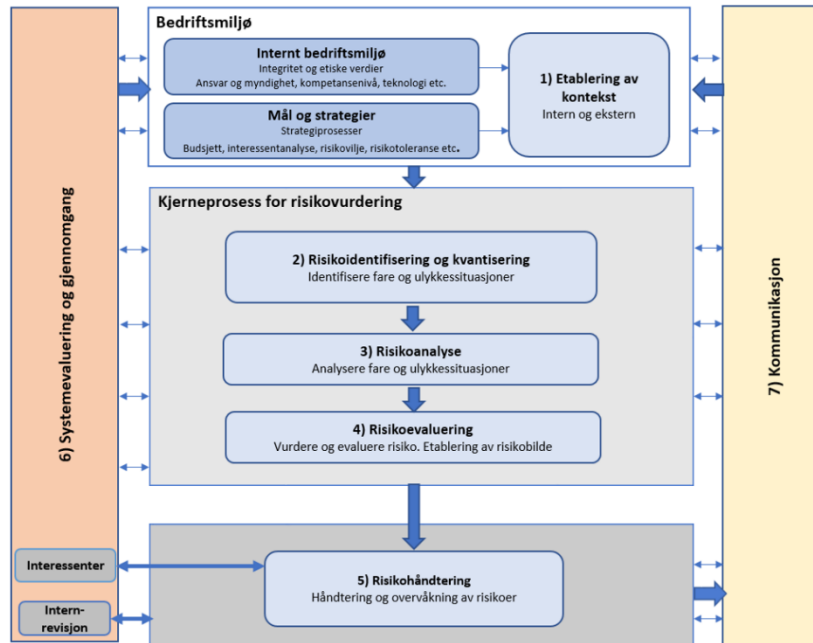 Bedriftsmiljø
Internt bedriftsmiljø
Integritet og etiske verdier
Ansvar og myndighet, kompetansenivå, teknologi etc.
Mål og strategier
Strategiprosesser
Budsjett, interessentanalyse, risikovilje, risikotoleranse etc.
1) Etablering av
kontekst
Intern og ekstern
Kjerneprosess for risikovurdering
2) Risikoidentifisering og kvantisering
Identifisere fare og ulykkessituasjoner
3) Risikoanalyse
Analysere fare og ulykkessituasjoner
4) Risikoevaluering
Vurdere og evaluere risiko. Etablering av risikobilde
5) Risikohåndtering
Håndtering og overvåkning av risikoer
6) Systemevaluering og gjennomgang
Interessenter
Intern-
revisjon
7) Kommunikasjon